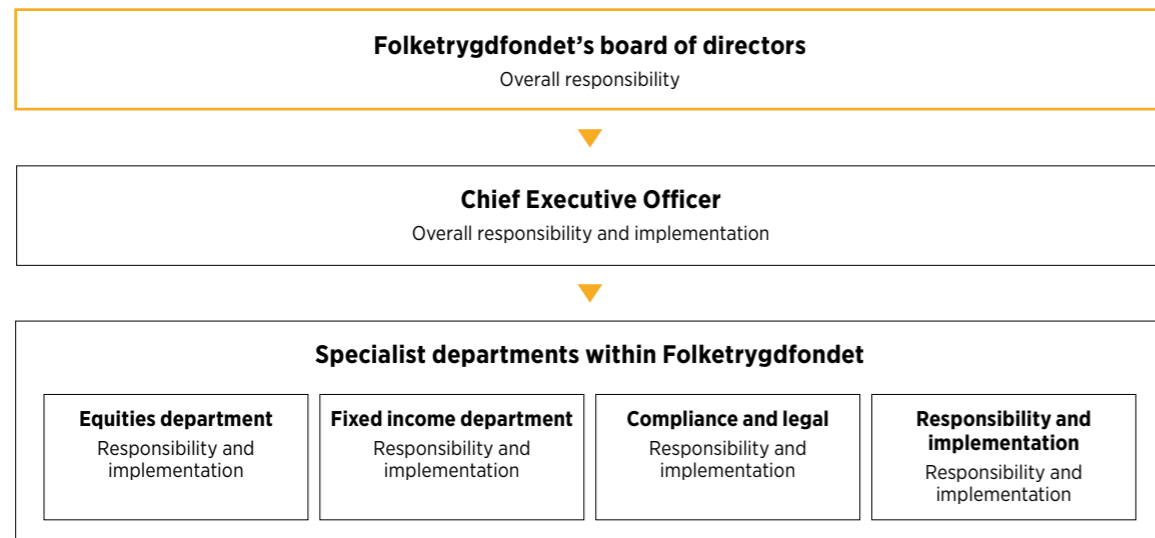 Folketrygdfondet’s board of directors
Overall responsibility
Chief Executive Officer
Overall responsibility and implementation
Specialist departments within Folketrygdfondet
Equities department
Responsibility and
implementation
Fixed income department
Responsibility and
implementation
Compliance and legal
Responsibility and
implementation
Responsibility and
implementation
Responsibility and
implementation